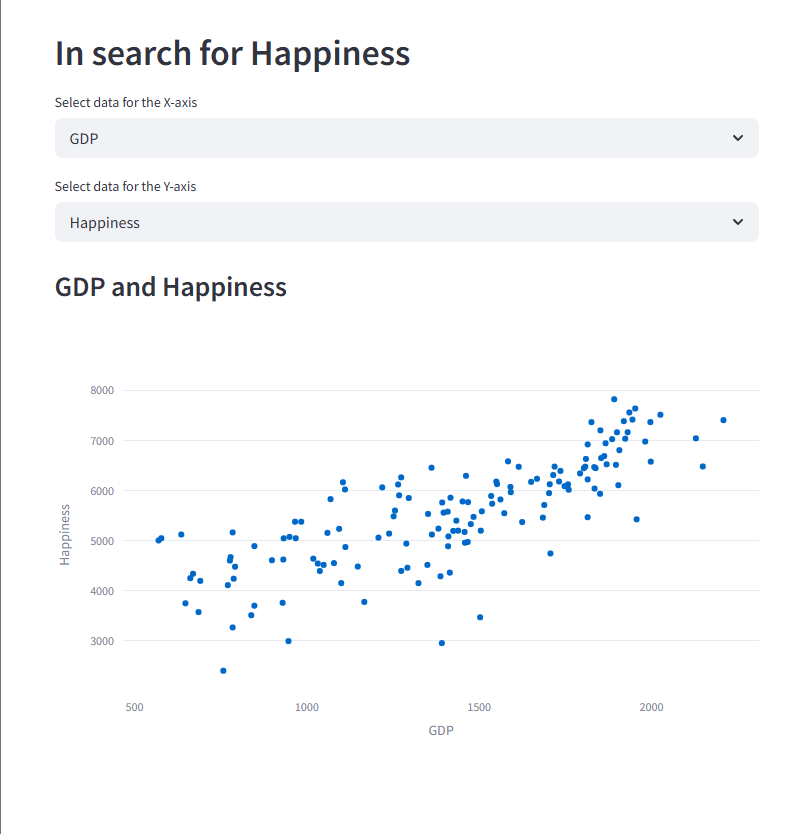 In search for Happiness
Select data for the X-axis
GDP
Select data for the Y-axis
Happiness
GDP and Happiness
8000
7000
6000
5000
4000
3000
Happiness
500 1000 1500 2000
GDP